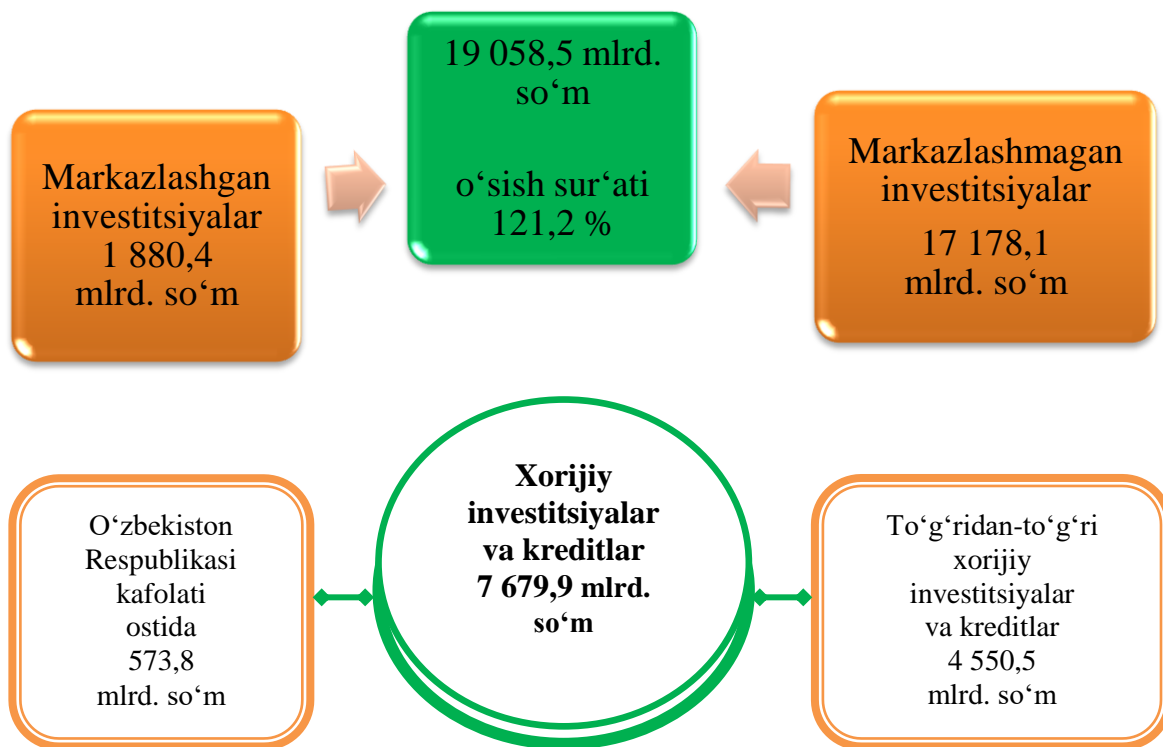 Markazlashgan
investitsiyalar
1 880,4
mlrd. so‘m
19 058,5 mlrd.
so‘m
o‘sish sur‘ati
121,2 %
Markazlashmagan
investitsiyalar
17 178,1
mlrd. so‘m
O‘zbekiston
Respublikasi
kafolati
ostida
573,8
mlrd. so‘m
Xorijiy
investitsiyalar
va kreditlar
7 679,9 mlrd.
so‘m
To‘g‘ridan-to‘g‘ri
xorijiy
investitsiyalar
va kreditlar
4 550,5
mlrd. so‘m